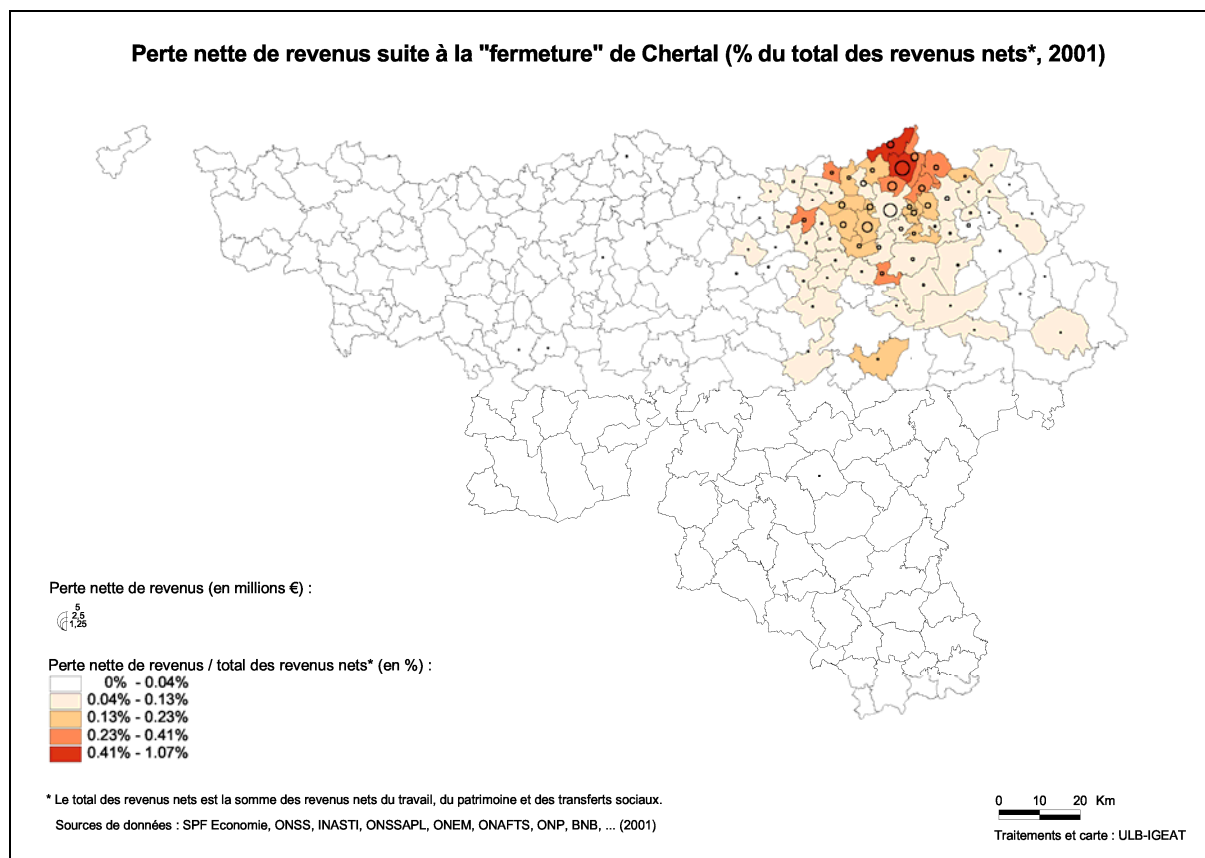 Perte nette de revenus suite à la "fermeture" de Chertal (% du total des revenus nets*, 2001)
Perte nette de revenus (en millions €) :
5
2,5
1,25
Perte nette de revenus / total des revenus nets* (en %) :
0% - 0.04%
0.04% - 0.13%
0.13% - 0.23%
0.23% - 0.41%
0.41% - 1.07%
* Le total des revenus nets est la somme des revenus nets du travail, du patrimoine et des transferts sociaux.
Sources de données : SPF Economie, ONSS, INASTI, ONSSAPL, ONEM, ONAFTS, ONP, BNB, ... (2001)
0 10 20 Km
Traitements et carte : ULB-IGEAT